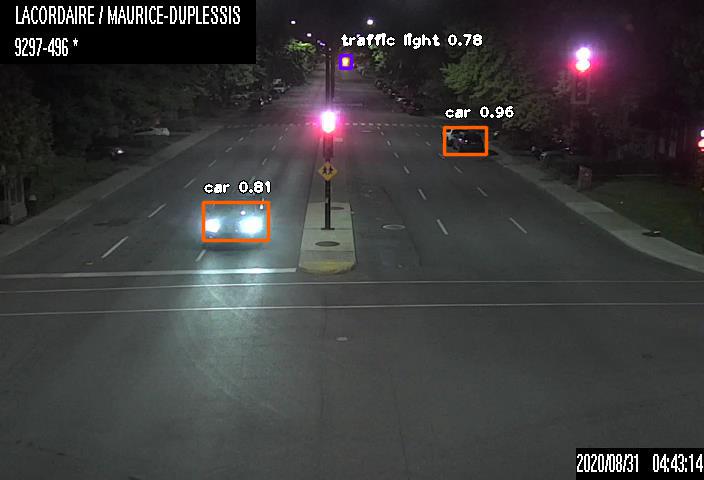 LACORDAIRE / MAURICE-DUPLESSIS
9297-496 *
traffic light 0.78
car 0.96
car 0.81
2020/08/31 04:43:14